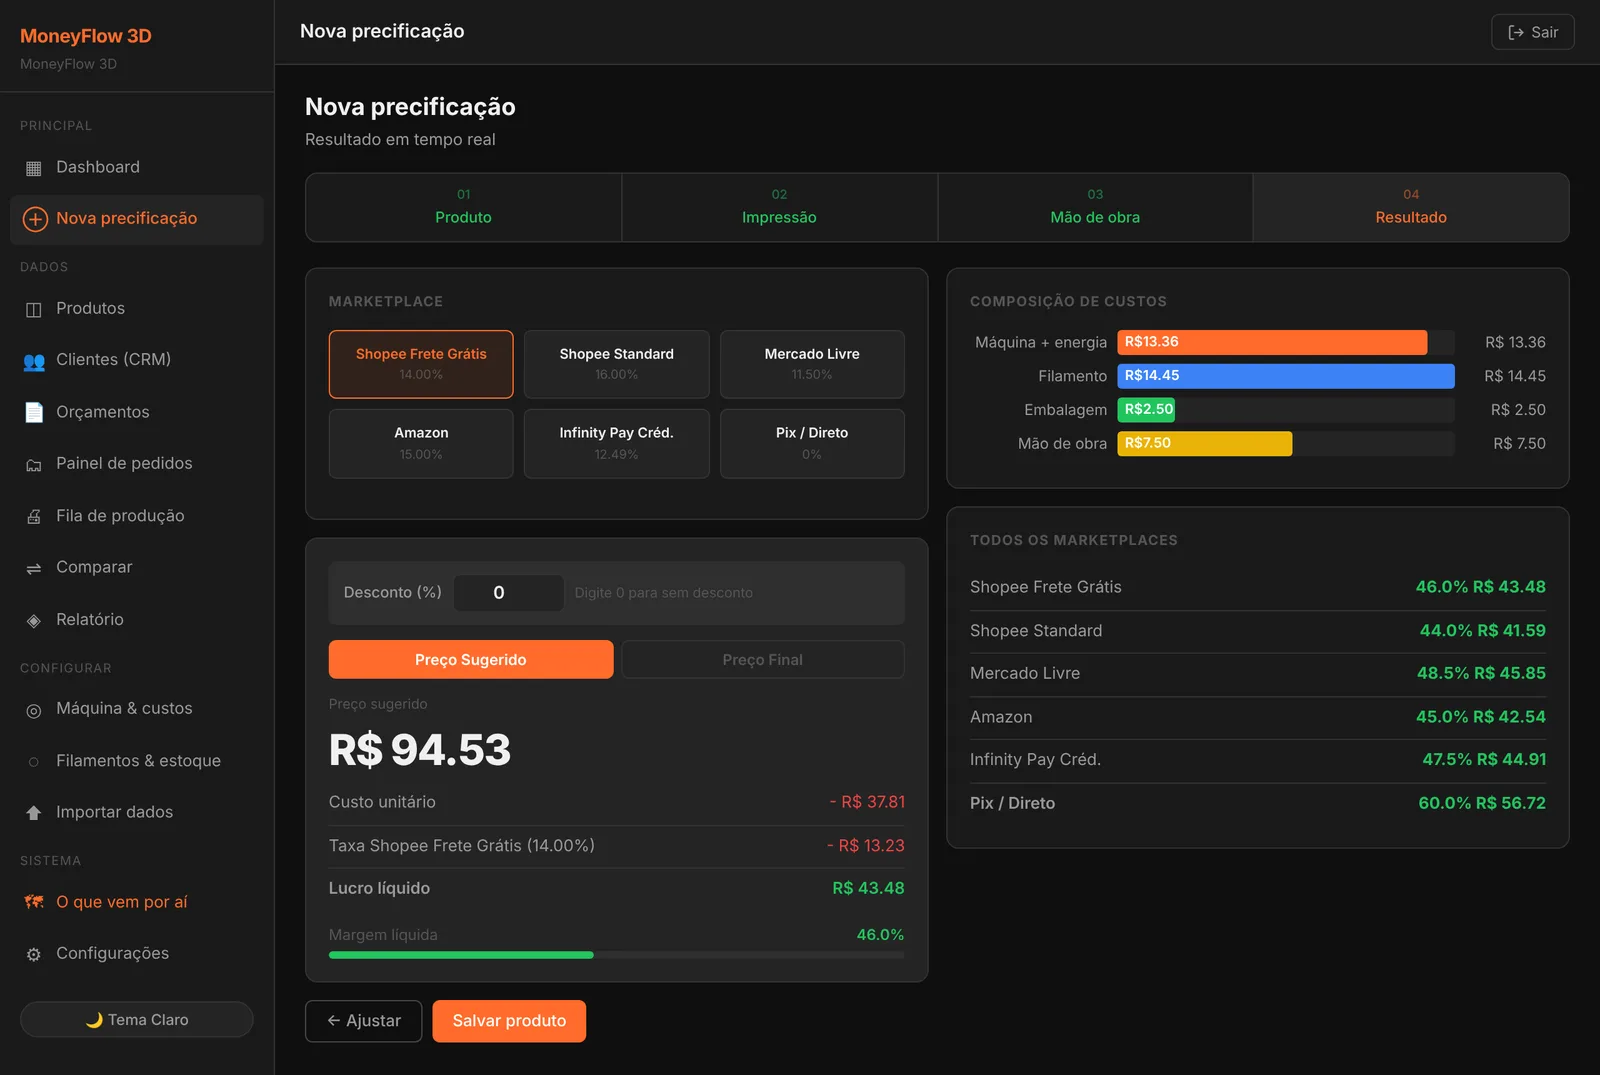 MoneyFlow 3D
MoneyFlow 3D
PRINCIPAL
Dashboard
Nova precificação
DADOS
Produtos
Clientes (CRM)
Orçamentos
Painel de pedidos
Fila de produção
Comparar
Relatório
CONFIGURAR
Máquina & custos
Filamentos & estoque
Importar dados
SISTEMA
O que vem por aí
Configurações
Tema Claro
Nova precificação
Sair
Nova precificação
Resultado em tempo real
01
Produto
02
Impressão
03
Mão de obra
04
Resultado
MARKETPLACE
Shopee Frete Grátis
14.00%
Shopee Standard
16.00%
Mercado Livre
11.50%
Amazon
15.00%
Infinity Pay Créd.
12.49%
Pix / Direto
0%
Desconto (%) 0 Digite 0 para sem desconto
Preço Sugerido
Preço Final
Preço sugerido
R$ 94.53
Custo unitário - R$ 37.81
Taxa Shopee Frete Grátis (14.00%) - R$ 13.23
Lucro líquido R$ 43.48
Margem líquida 46.0%
← Ajustar
Salvar produto
COMPOSIÇÃO DE CUSTOS
Máquina + energia R$13.36 R$ 13.36
Filamento R$14.45 R$ 14.45
Embalagem R$2.50 R$ 2.50
Mão de obra R$7.50 R$ 7.50
TODOS OS MARKETPLACES
Shopee Frete Grátis 46.0% R$ 43.48
Shopee Standard 44.0% R$ 41.59
Mercado Livre 48.5% R$ 45.85
Amazon 45.0% R$ 42.54
Infinity Pay Créd. 47.5% R$ 44.91
Pix / Direto 60.0% R$ 56.72